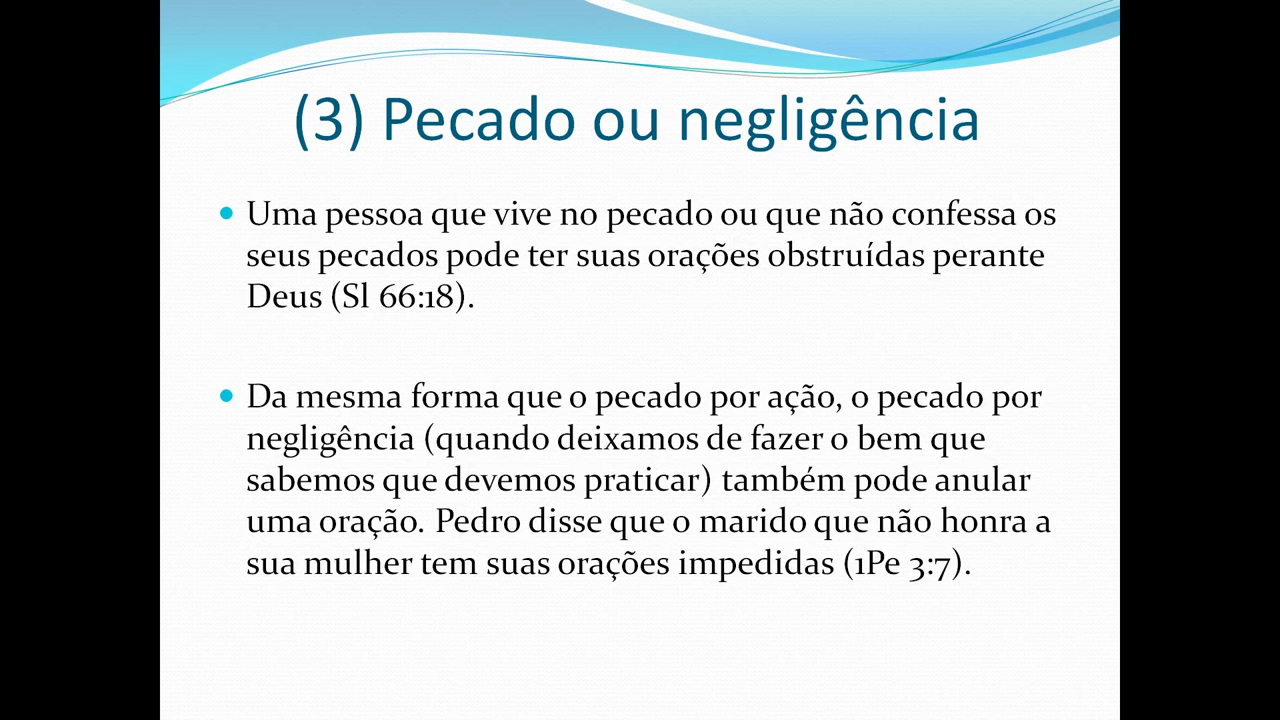 (3) Pecado ou negligência
Uma pessoa que vive no pecado ou que não confessa os
seus pecados pode ter suas orações obstruídas perante
Deus (Sl 66:18).
Da mesma forma que o pecado por ação, o pecado por
negligência (quando deixamos de fazer o bem que
sabemos que devemos praticar) também pode anular
uma oração. Pedro disse que o marido que não honra a
sua mulher tem suas orações impedidas (1Pe 3:7).